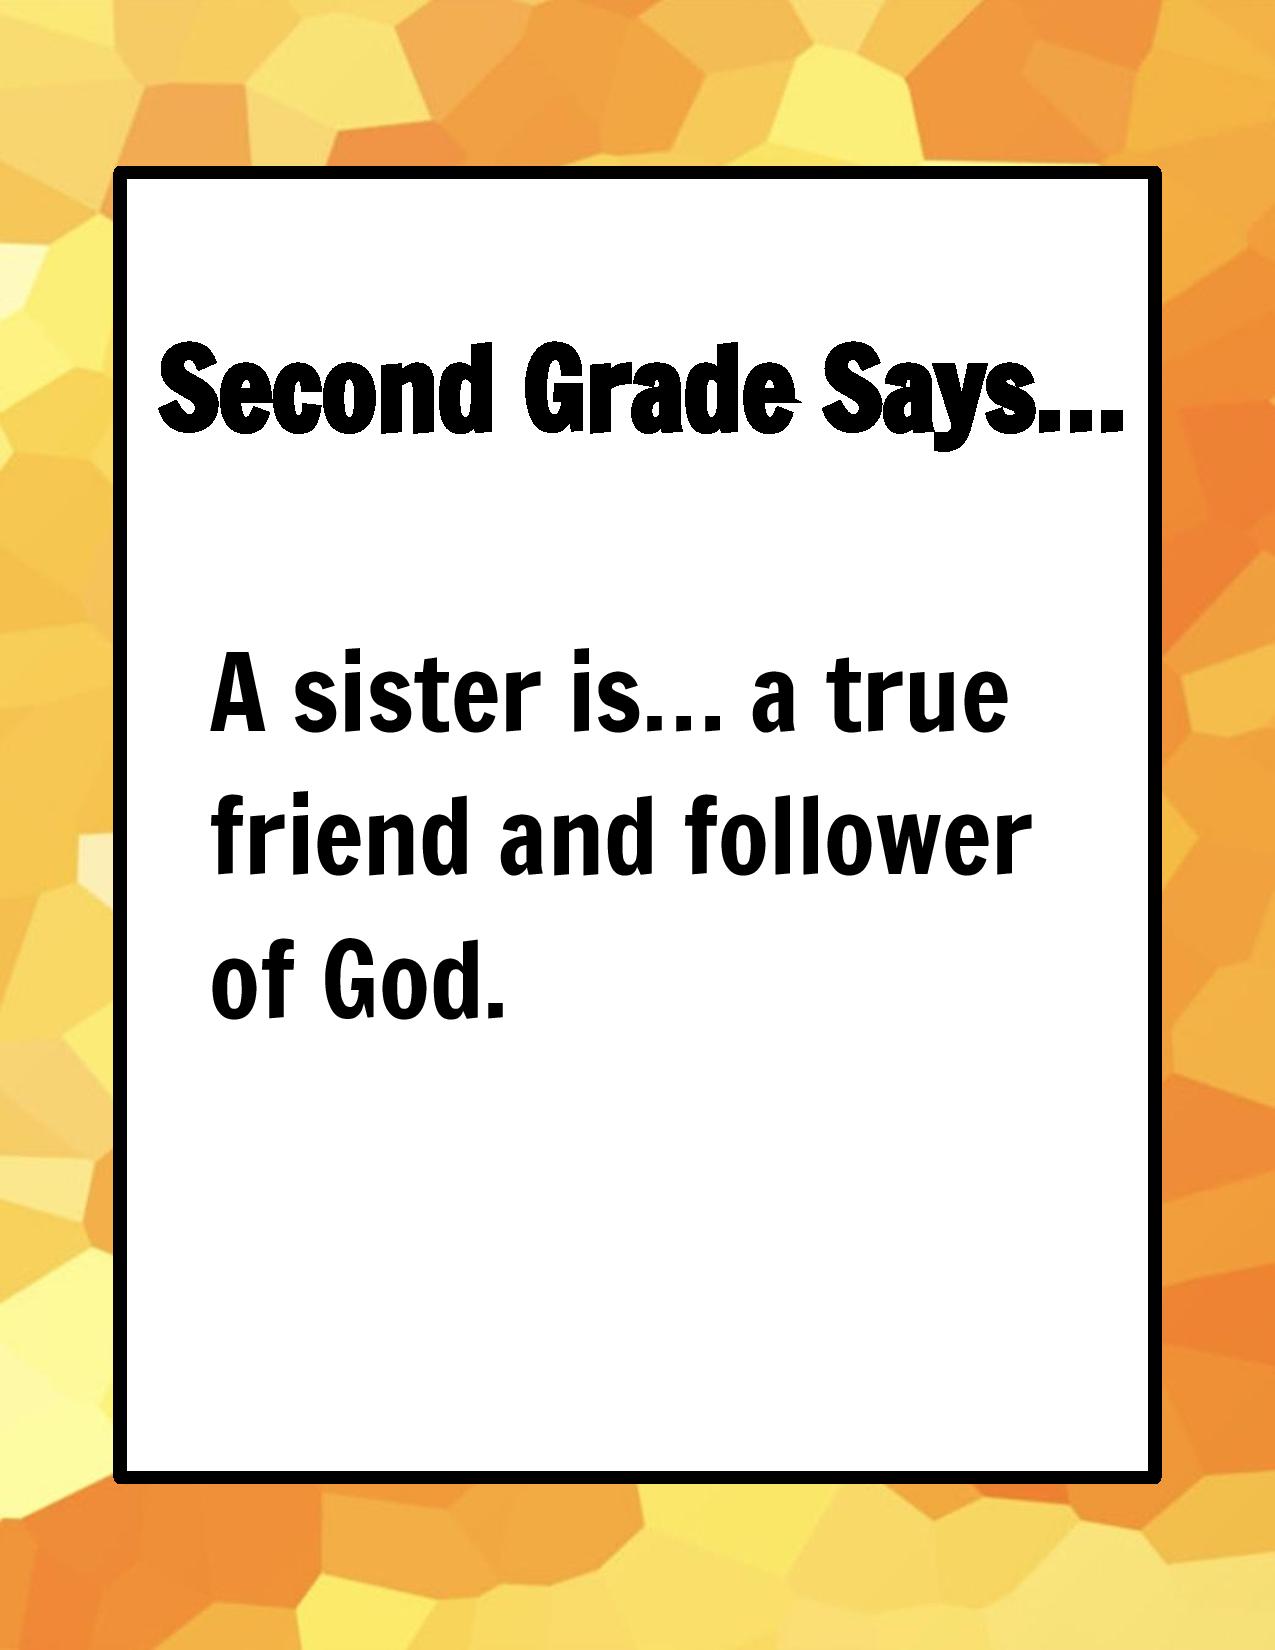 Second Grade Says...
A sister is... a true
friend and follower
of God.